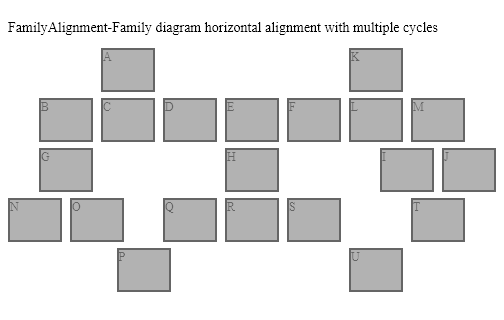 FamilyAlignment-Family diagram horizontal alignment with multiple cycles
A K
B C D E F L M
G H I J
N O Q R S T
P U